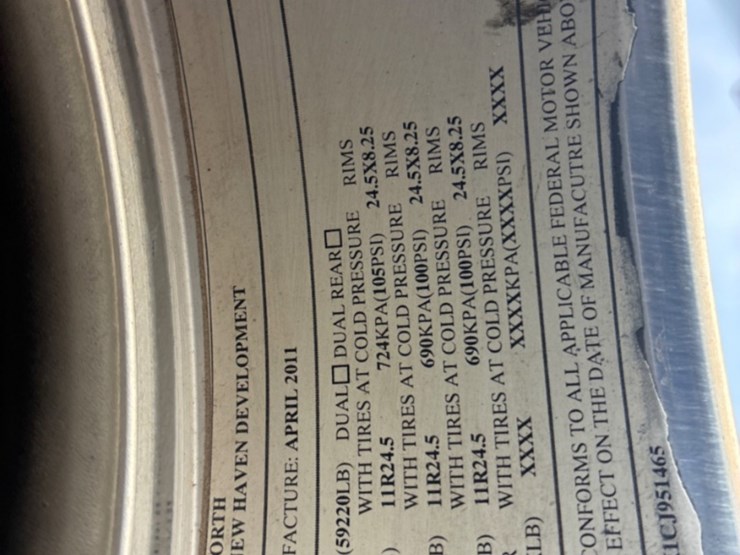 ORTH
EW HAVEN DEVELOPMENT
FACTURE: APRIL 2011
(59220LB) DUAL☐ DUAL REAR☐
WITH TIRES AT COLD PRESSURE RIMS
) 11R24.5 724KPA(105PSI) 24.5X8.25
WITH TIRES AT COLD PRESSURE RIMS
B) 11R24.5 690KPA(100PSI) 24.5X8.25
WITH TIRES AT COLD PRESSURE RIMS
B) 11R24.5 690KPA(100PSI) 24.5X8.25
WITH TIRES AT COLD PRESSURE RIMS
LB) XXXX XXXXKPA(XXXXPSI) XXXX
CONFORMS TO ALL APPLICABLE FEDERAL MOTOR VEH
EFFECT ON THE DATE OF MANUFACUTRE SHOWN ABO
1CJ951465